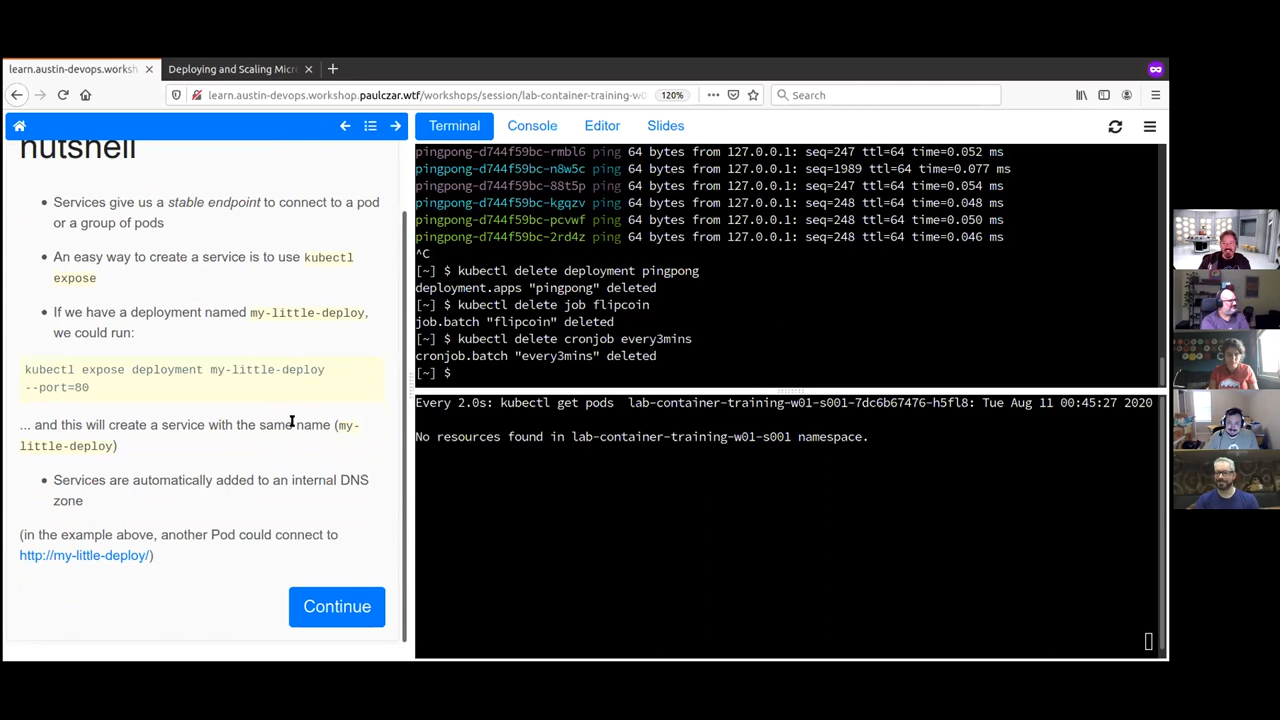 learn.austin-devops.worksh
Deploying and Scaling Micr
learn.austin-devops.workshop.paulczar.wtf/workshops/session/lab-container-training-w0
120%
Search
Terminal
Console
Editor
Slides
nutshell
Services give us a stable endpoint to connect to a pod
or a group of pods
An easy way to create a service is to use kubectl
expose
If we have a deployment named my-little-deploy,
we could run:
kubectl expose deployment my-little-deploy
--port=80
... and this will create a service with the same name (my-
little-deploy)
Services are automatically added to an internal DNS
zone
(in the example above, another Pod could connect to
http://my-little-deploy/)
Continue
pingpong-d744f59bc-rmbl6 ping 64 bytes from 127.0.0.1: seq=247 ttl=64 time=0.052 ms
pingpong-d744f59bc-n8w5c ping 64 bytes from 127.0.0.1: seq=1989 ttl=64 time=0.077 ms
pingpong-d744f59bc-88t5p ping 64 bytes from 127.0.0.1: seq=247 ttl=64 time=0.054 ms
pingpong-d744f59bc-kgqzv ping 64 bytes from 127.0.0.1: seq=248 ttl=64 time=0.048 ms
pingpong-d744f59bc-pcvwf ping 64 bytes from 127.0.0.1: seq=248 ttl=64 time=0.050 ms
pingpong-d744f59bc-2rd4z ping 64 bytes from 127.0.0.1: seq=248 ttl=64 time=0.046 ms
^C
[~] $ kubectl delete deployment pingpong
deployment.apps "pingpong" deleted
[~] $ kubectl delete job flipcoin
job.batch "flipcoin" deleted
[~] $ kubectl delete cronjob every3mins
cronjob.batch "every3mins" deleted
[~] $
Every 2.0s: kubectl get pods lab-container-training-w01-s001-7dc6b67476-h5fl8: Tue Aug 11 00:45:27 2020
No resources found in lab-container-training-w01-s001 namespace.